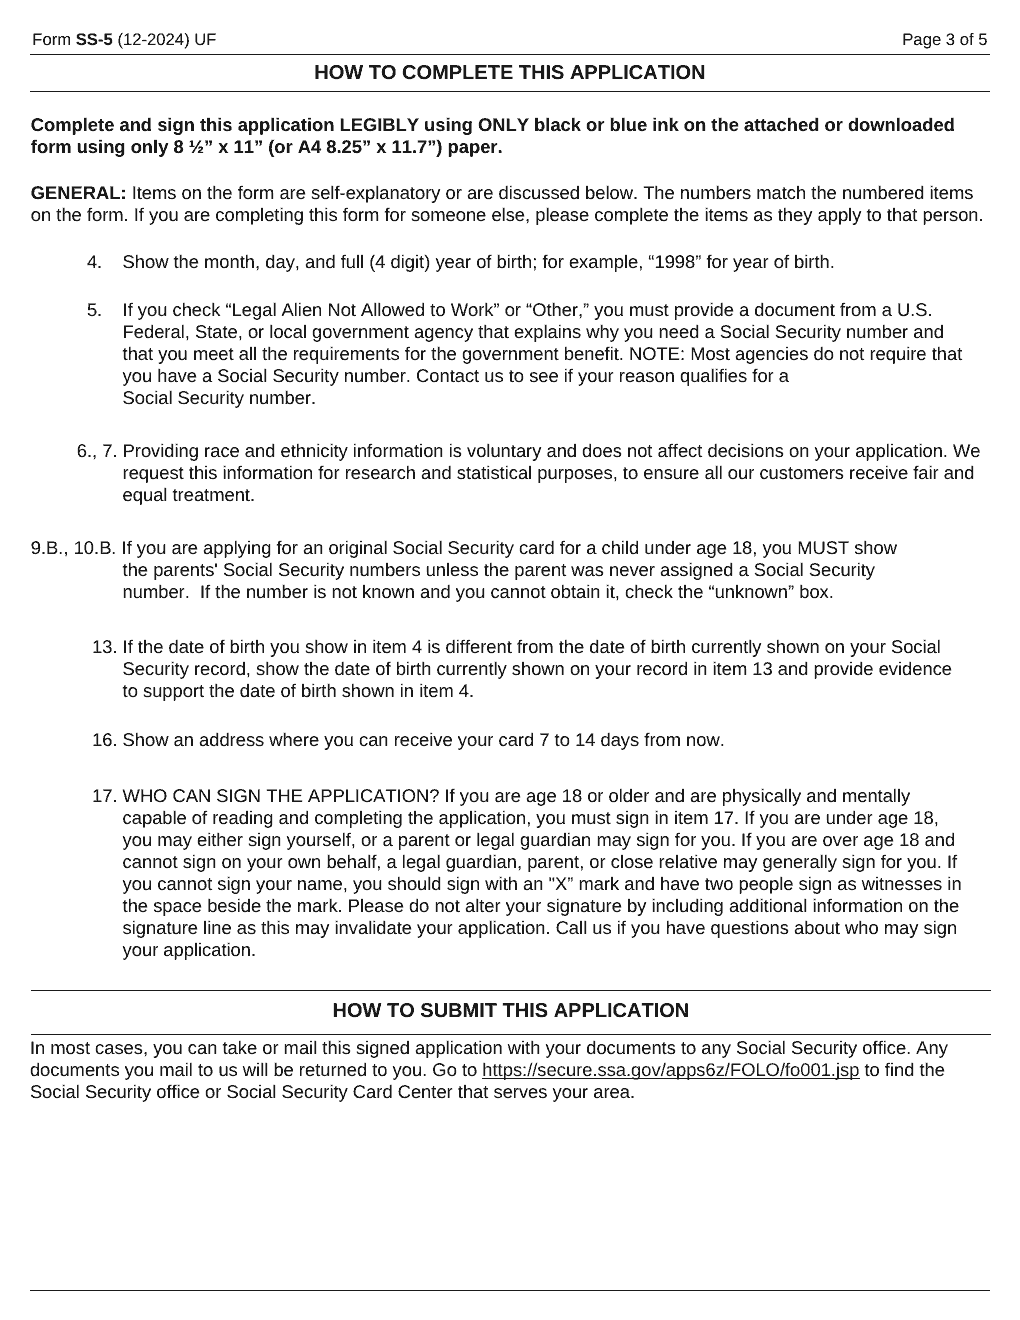 Form SS-5 (12-2024) UF
Page 3 of 5
HOW TO COMPLETE THIS APPLICATION
Complete and sign this application LEGIBLY using ONLY black or blue ink on the attached or downloaded
form using only 8 ½” x 11” (or A4 8.25” x 11.7”) paper.
GENERAL: Items on the form are self-explanatory or are discussed below. The numbers match the numbered items
on the form. If you are completing this form for someone else, please complete the items as they apply to that person.
4. Show the month, day, and full (4 digit) year of birth; for example, “1998” for year of birth.
5. If you check “Legal Alien Not Allowed to Work” or “Other,” you must provide a document from a U.S.
Federal, State, or local government agency that explains why you need a Social Security number and
that you meet all the requirements for the government benefit. NOTE: Most agencies do not require that
you have a Social Security number. Contact us to see if your reason qualifies for a
Social Security number.
6., 7. Providing race and ethnicity information is voluntary and does not affect decisions on your application. We
request this information for research and statistical purposes, to ensure all our customers receive fair and
equal treatment.
9.B., 10.B. If you are applying for an original Social Security card for a child under age 18, you MUST show
the parents' Social Security numbers unless the parent was never assigned a Social Security
number.  If the number is not known and you cannot obtain it, check the “unknown” box.
13. If the date of birth you show in item 4 is different from the date of birth currently shown on your Social
Security record, show the date of birth currently shown on your record in item 13 and provide evidence
to support the date of birth shown in item 4.
16. Show an address where you can receive your card 7 to 14 days from now.
17. WHO CAN SIGN THE APPLICATION? If you are age 18 or older and are physically and mentally
capable of reading and completing the application, you must sign in item 17. If you are under age 18,
you may either sign yourself, or a parent or legal guardian may sign for you. If you are over age 18 and
cannot sign on your own behalf, a legal guardian, parent, or close relative may generally sign for you. If
you cannot sign your name, you should sign with an "X” mark and have two people sign as witnesses in
the space beside the mark. Please do not alter your signature by including additional information on the
signature line as this may invalidate your application. Call us if you have questions about who may sign
your application.
HOW TO SUBMIT THIS APPLICATION
In most cases, you can take or mail this signed application with your documents to any Social Security office. Any
documents you mail to us will be returned to you. Go to https://secure.ssa.gov/apps6z/FOLO/fo001.jsp to find the
Social Security office or Social Security Card Center that serves your area.